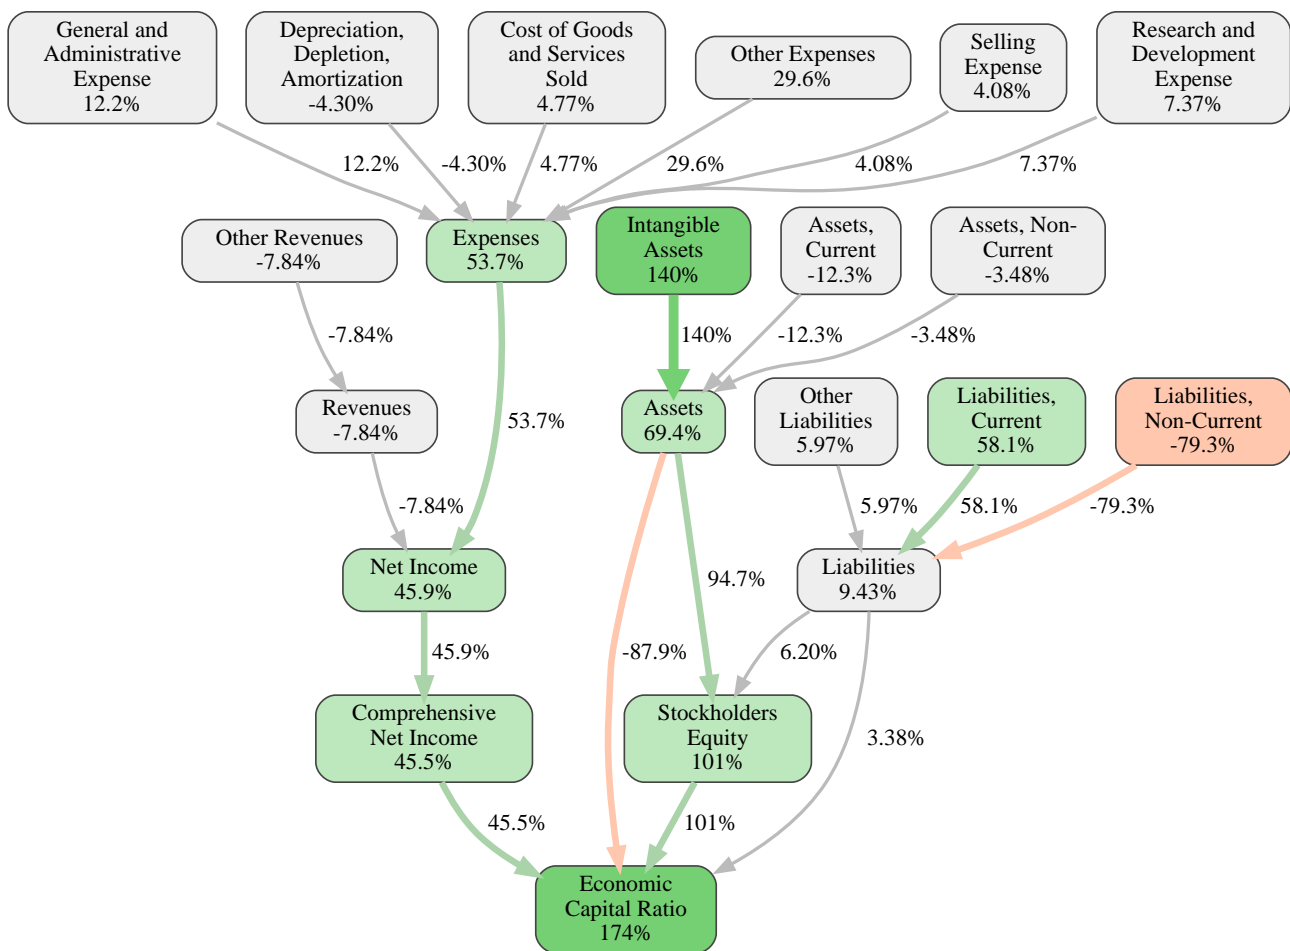 General and
Administrative
Expense
12.2%
Depreciation,
Depletion,
Amortization
-4.30%
Cost of Goods
and Services
Sold
4.77%
Other Expenses
29.6%
Selling
Expense
4.08%
Research and
Development
Expense
7.37%
12.2%
-4.30%
4.77%
29.6%
4.08%
7.37%
Other Revenues
-7.84%
Expenses
53.7%
Intangible
Assets
140%
Assets,
Current
-12.3%
Assets, Non-
Current
-3.48%
-7.84%
140%
-12.3%
-3.48%
Revenues
-7.84%
53.7%
Assets
69.4%
Other
Liabilities
5.97%
Liabilities,
Current
58.1%
Liabilities,
Non-Current
-79.3%
-7.84%
5.97%
58.1%
-79.3%
Net Income
45.9%
94.7%
Liabilities
9.43%
45.9%
-87.9%
6.20%
Comprehensive
Net Income
45.5%
Stockholders
Equity
101%
3.38%
45.5%
101%
Economic
Capital Ratio
174%